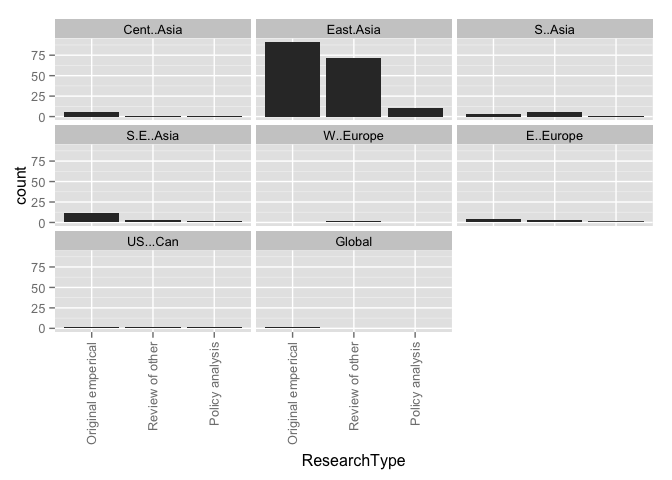 Cent..Asia East.Asia S..Asia
75
50
25
0
S.E..Asia W..Europe E..Europe
75
50
25
0
US...Can Global
75
50
25
0
count
Original emperical Review of other Policy analysis Original emperical Review of other Policy analysis
ResearchType